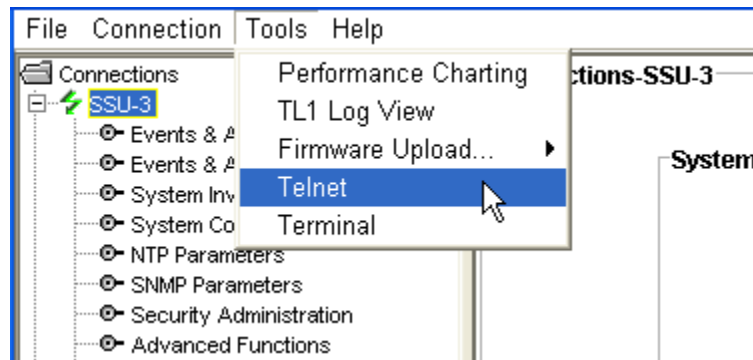 File Connection Tools Help
Connections
SSU-3
Events & A
Events & A
System Inv
System Co
NTP Parameters
SNMP Parameters
Security Administration
Advanced Functions
Performance Charting
TL1 Log View
Firmware Upload...
Telnet
Terminal
ctions-SSU-3
System